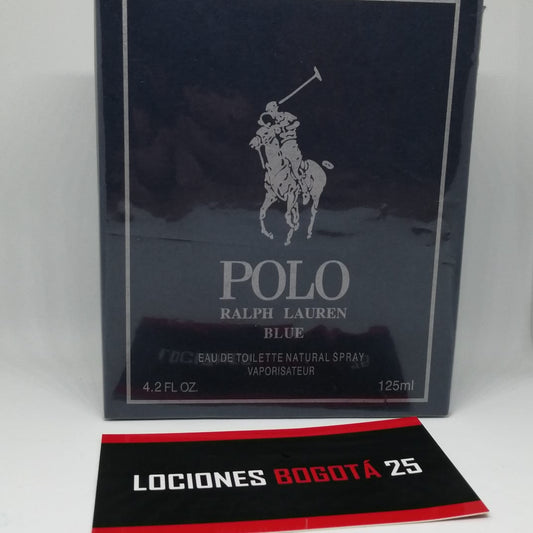 POLO
RALPH LAUREN
BLUE
EAU DE TOILETTE NATURAL SPRAY
VAPORISATEUR
4.2 FL OZ. 125ml
LOCIONES BOGOTÁ 25